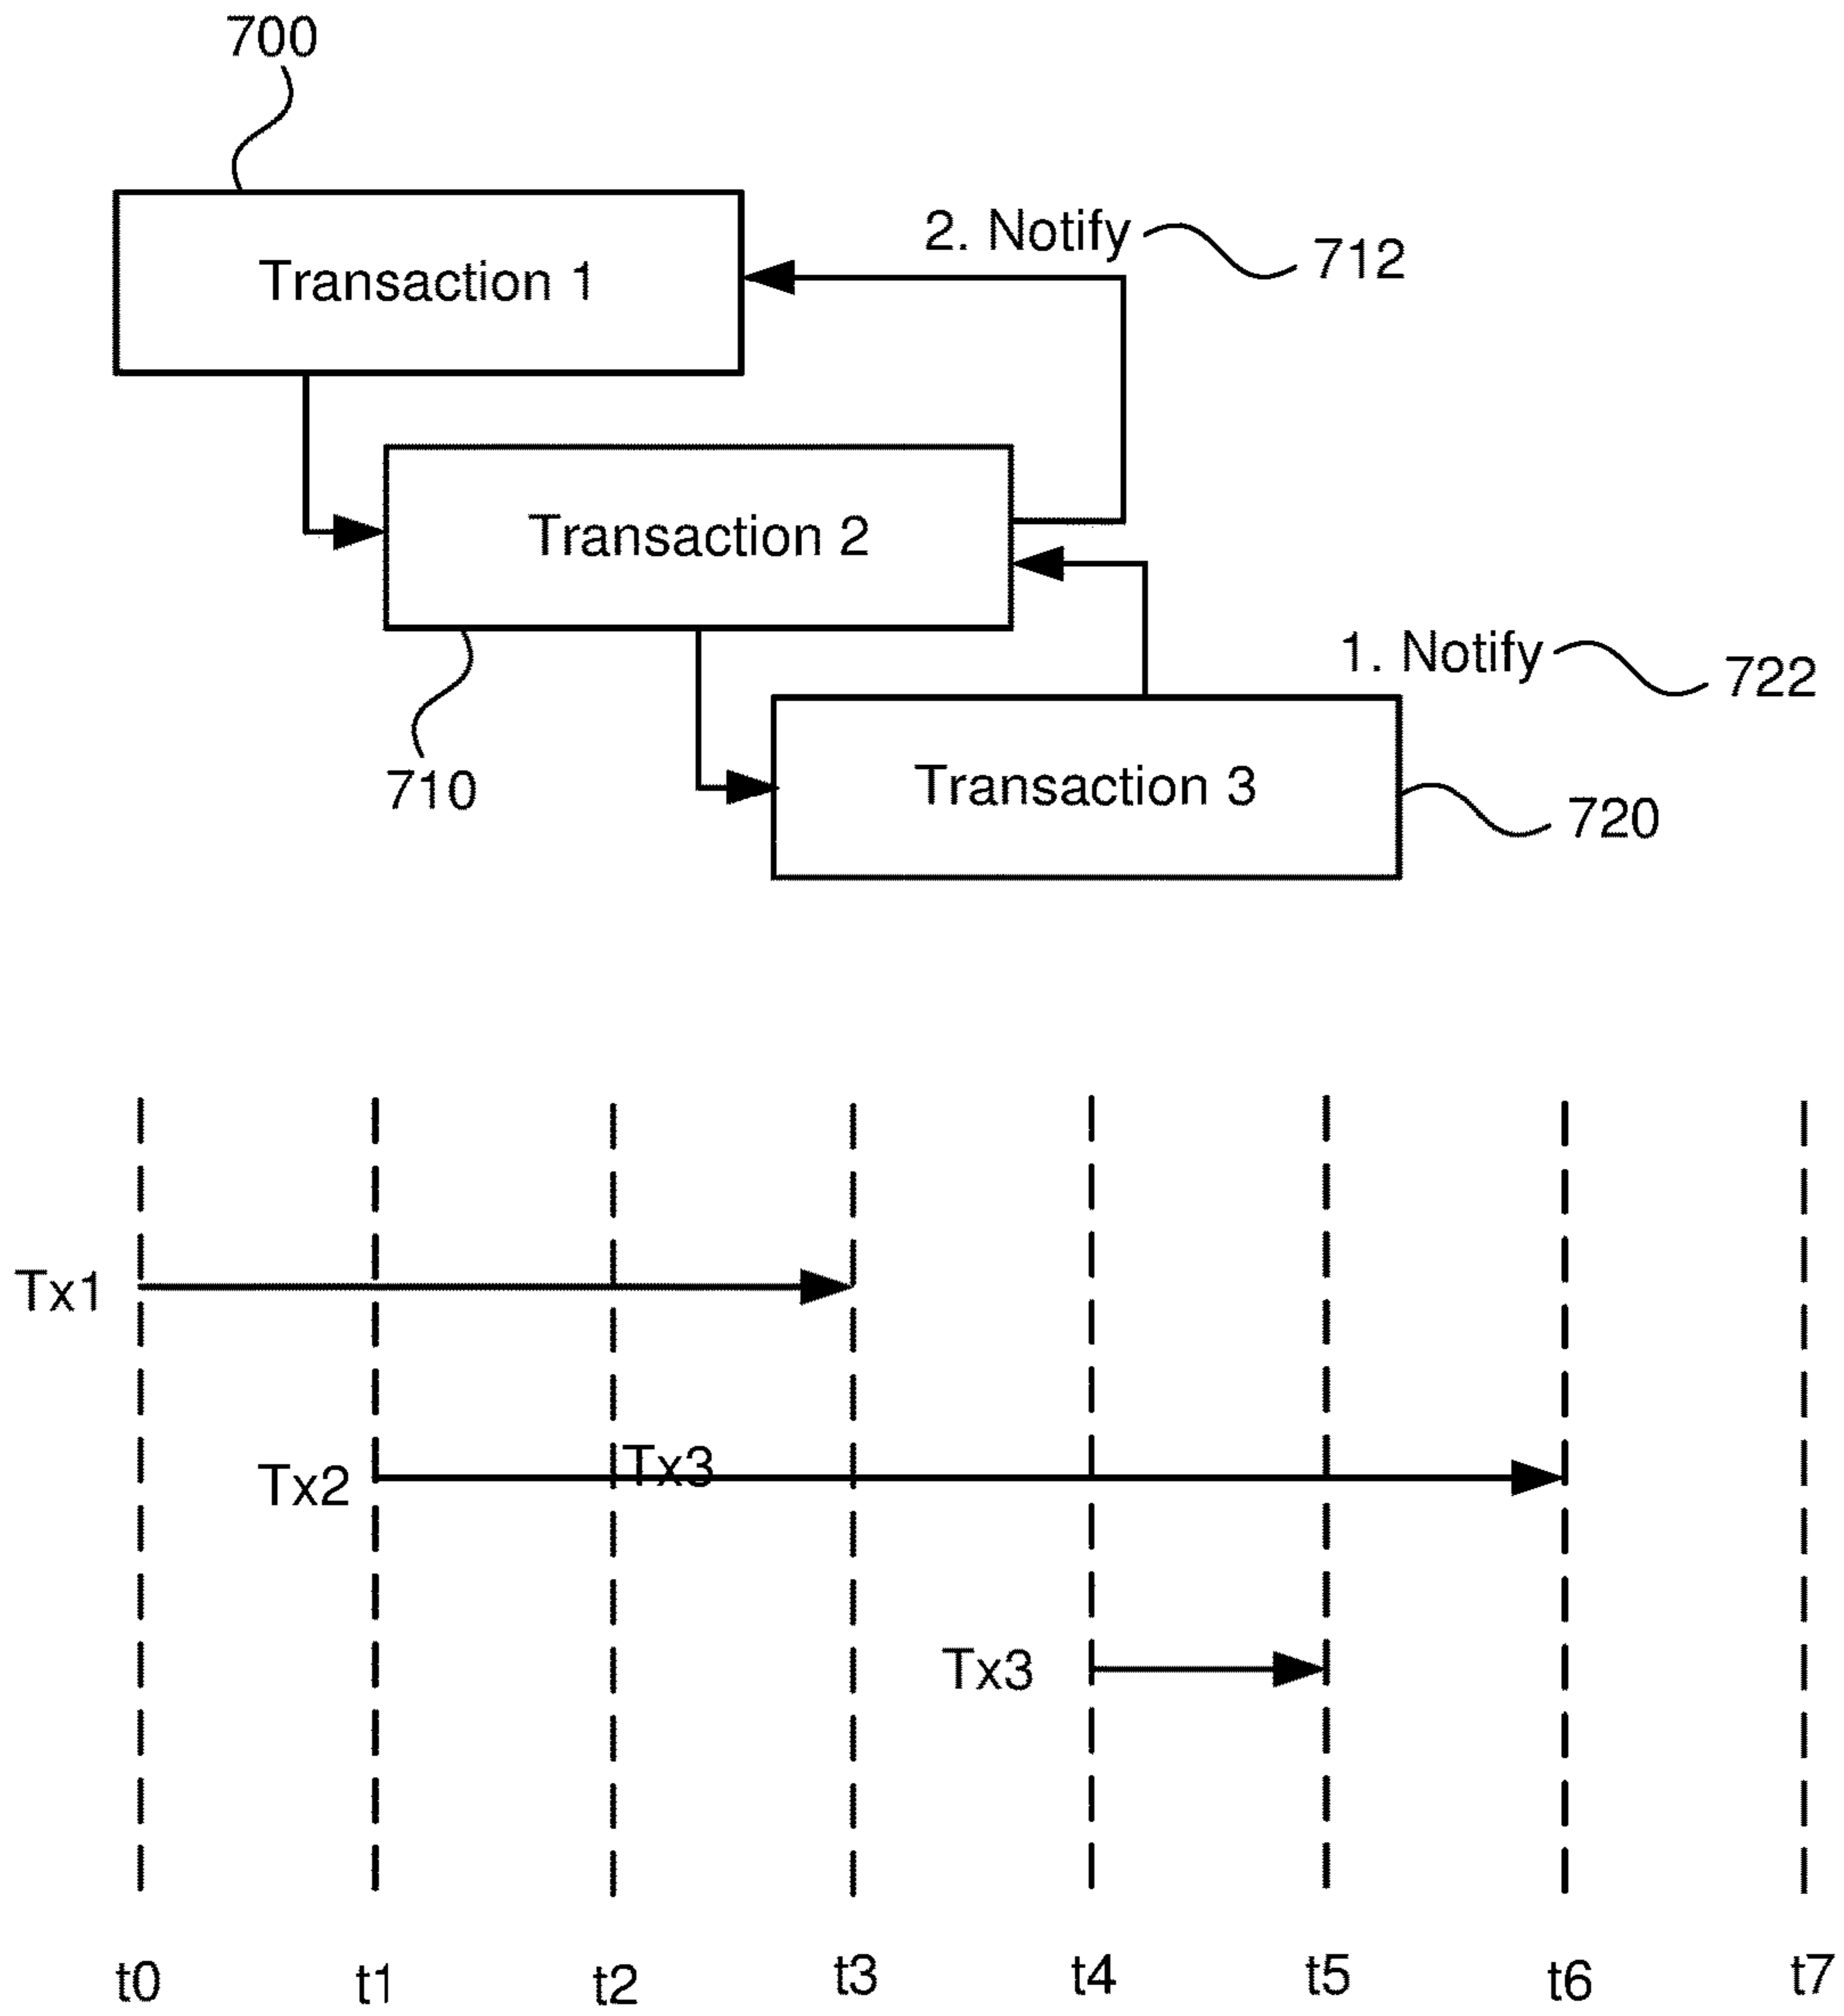 700
2. Notify 712
Transaction 1
Transaction 2
1. Notify 722
710
Transaction 3
720
Tx1
Tx3
Tx2
Tx3
t0 t1 t2 t3 t4 t5 t6 t7